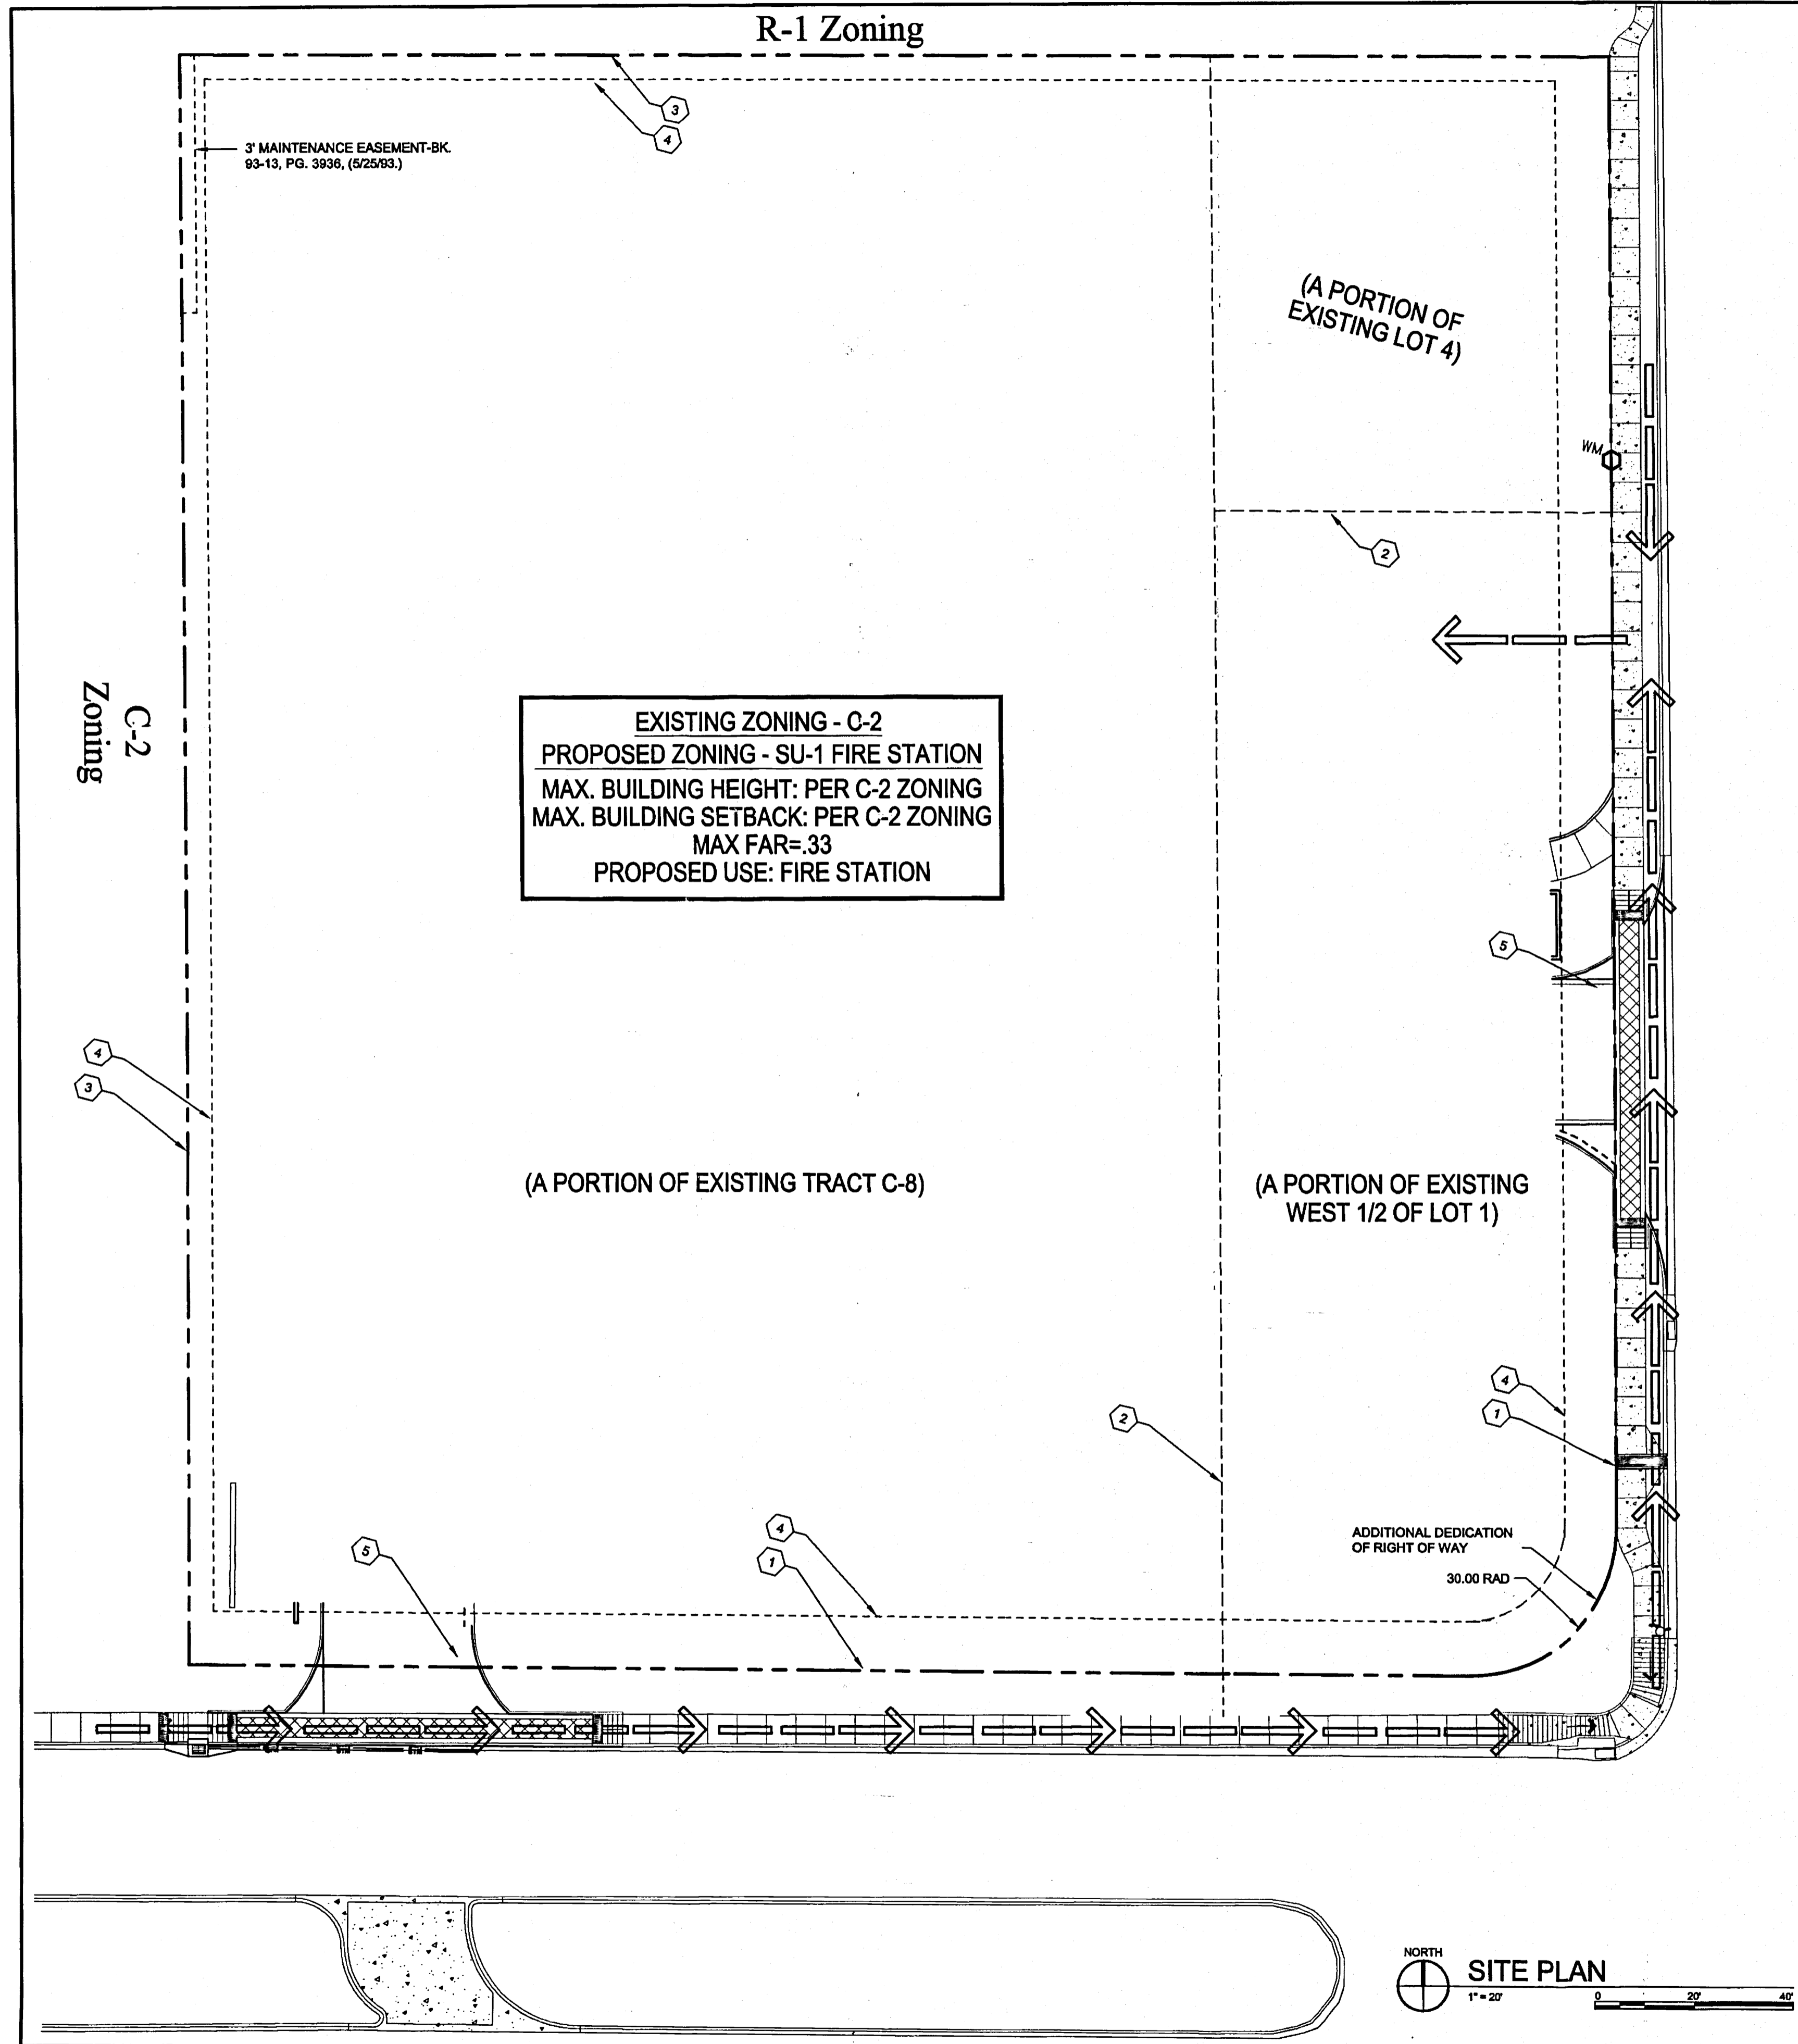 R-1 Zoning
3
4
3' MAINTENANCE EASEMENT-BK.
93-13, PG. 3936, (5/25/93.)
(A PORTION OF
EXISTING LOT 4)
WM
2
C-2
Zoning
EXISTING ZONING - C-2
PROPOSED ZONING - SU-1 FIRE STATION
MAX. BUILDING HEIGHT: PER C-2 ZONING
MAX. BUILDING SETBACK: PER C-2 ZONING
MAX FAR=.33
PROPOSED USE: FIRE STATION
5
4
3
(A PORTION OF EXISTING TRACT C-8)
(A PORTION OF EXISTING
WEST 1/2 OF LOT 1)
4
1
2
ADDITIONAL DEDICATION
OF RIGHT OF WAY
30.00 RAD
4
1
5
NORTH
SITE PLAN
1" = 20'
0 20' 40'